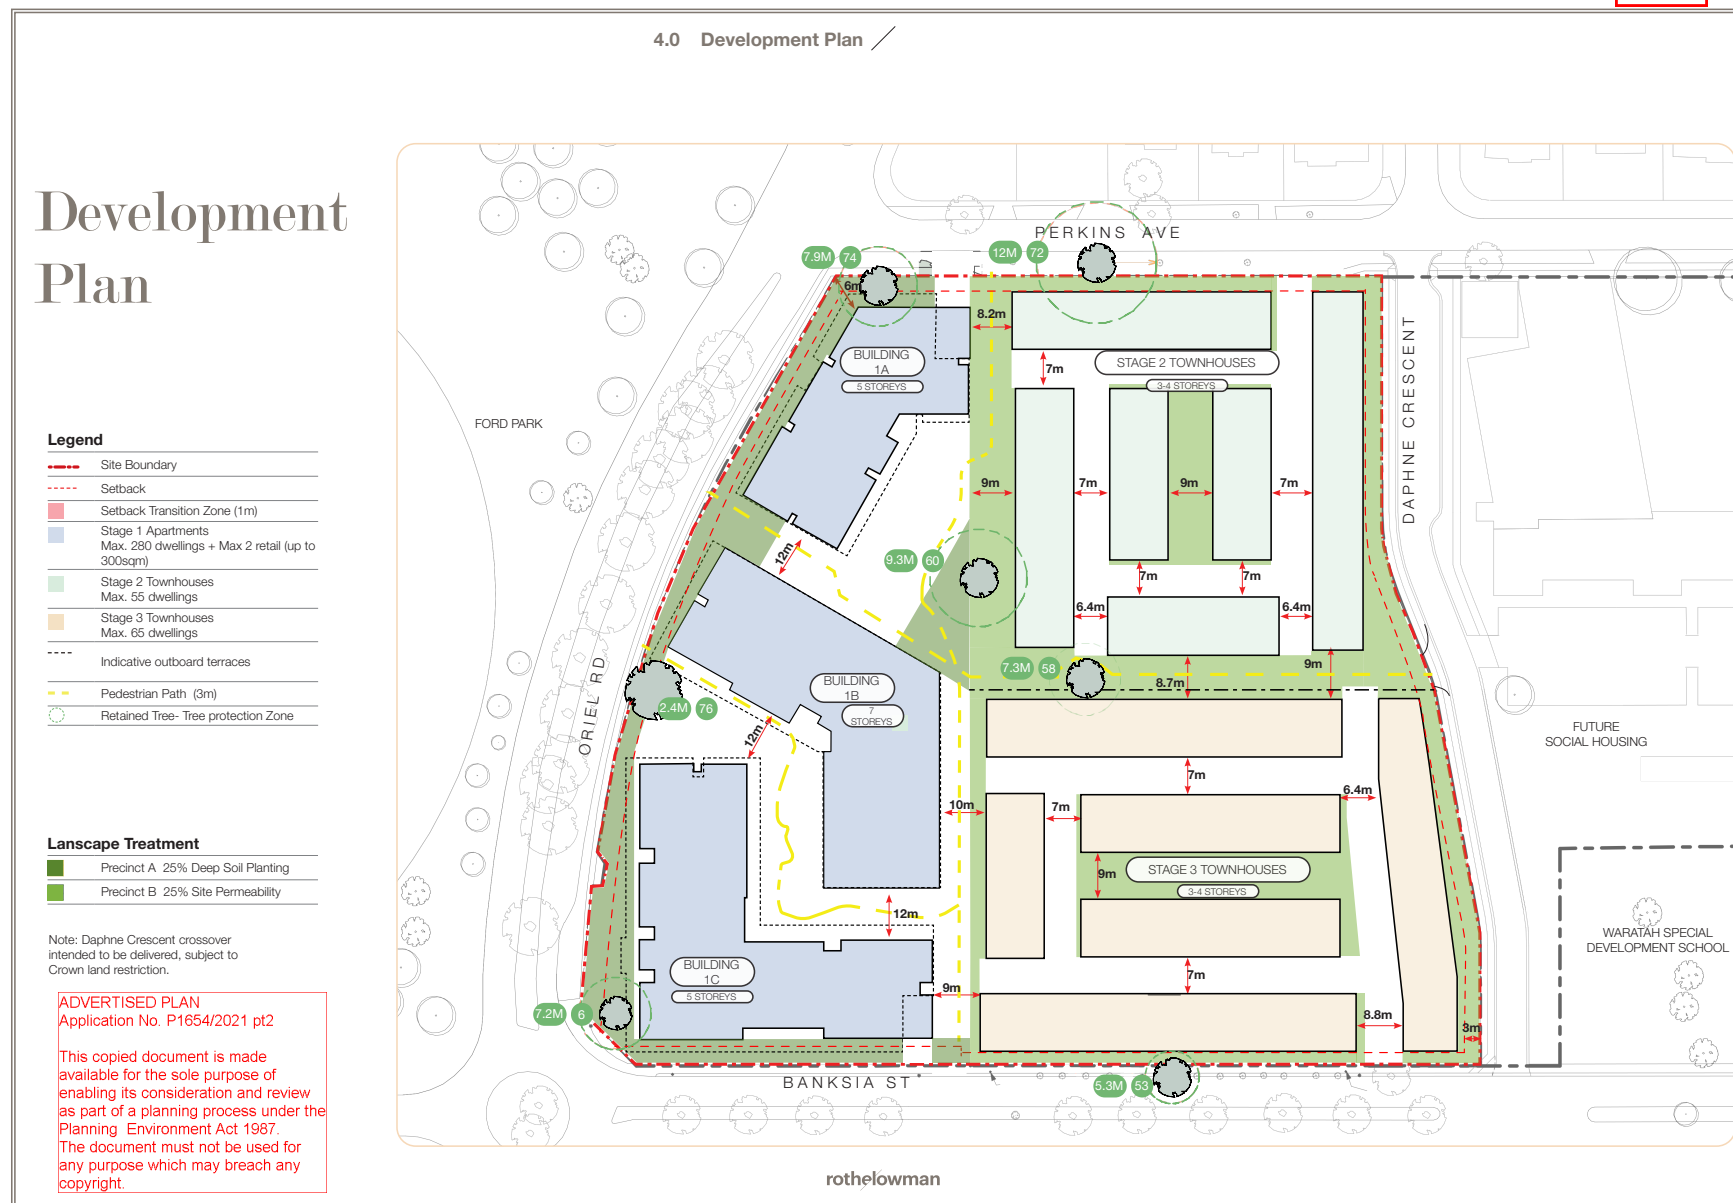 4.0 Development Plan
Development
Plan
Legend
Site Boundary
Setback
Setback Transition Zone (1m)
Stage 1 Apartments
Max. 280 dwellings + Max 2 retail (up to
300sqm)
Stage 2 Townhouses
Max. 55 dwellings
Stage 3 Townhouses
Max. 65 dwellings
Indicative outboard terraces
Pedestrian Path (3m)
Retained Tree- Tree protection Zone
Lanscape Treatment
Precinct A 25% Deep Soil Planting
Precinct B 25% Site Permeability
Note: Daphne Crescent crossover
intended to be delivered, subject to
Crown land restriction.
ADVERTISED PLAN
Application No. P1654/2021 pt2
This copied document is made
available for the sole purpose of
enabling its consideration and review
as part of a planning process under the
Planning Environment Act 1987.
The document must not be used for
any purpose which may breach any
copyright.
PERKINS AVE
7.9M 74
12M 72
6m
8.2m
BUILDING
1A
5 STOREYS
STAGE 2 TOWNHOUSES
3-4 STOREYS
7m
DAPHNE CRESCENT
FORD PARK
9m
7m
9m
7m
12m
9.3M 60
7m
7m
6.4m
6.4m
ORIEL RD
7.3M 58
9m
8.7m
BUILDING
1B
7
STOREYS
2.4M 76
12m
FUTURE
SOCIAL HOUSING
7m
6.4m
10m
7m
9m
STAGE 3 TOWNHOUSES
3-4 STOREYS
12m
WARATAH SPECIAL
DEVELOPMENT SCHOOL
BUILDING
1C
5 STOREYS
7m
9m
7.2M 6
8.8m
3m
BANKSIA ST
5.3M 53
rothelowman